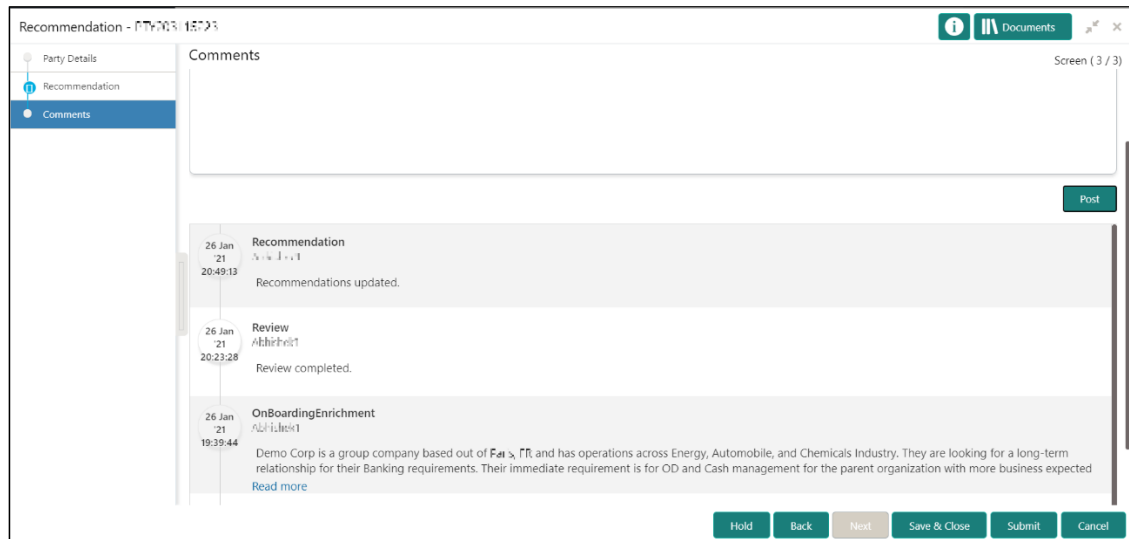 Recommendation -
Documents
Party Details
Recommendation
Comments
Comments
Screen ( 3 / 3)
Post
26 Jan '21 20:49:13
Recommendation
Recommendations updated.
26 Jan '21 20:23:28
Review
Abhishek1
Review completed.
26 Jan '21 19:39:44
OnBoardingEnrichment
Abhishek1
Demo Corp is a group company based out of Paris, FR and has operations across Energy, Automobile, and Chemicals Industry. They are looking for a long-term
relationship for their Banking requirements. Their immediate requirement is for OD and Cash management for the parent organization with more business expected
Read more
Hold Back Next Save & Close Submit Cancel